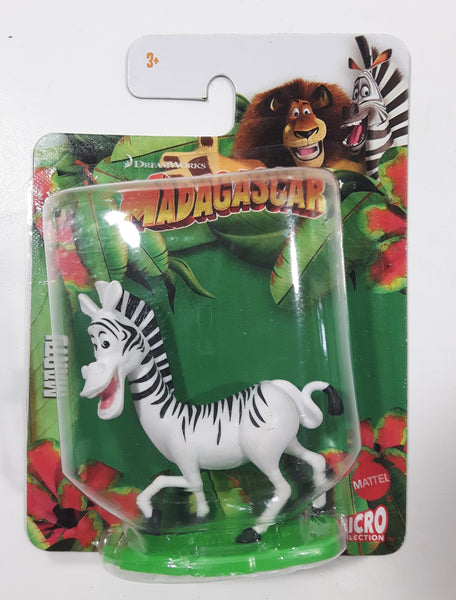 3+
DREAMWORKS
MADAGASCAR
MARTY
MATTEL
MICRO
COLLECTION